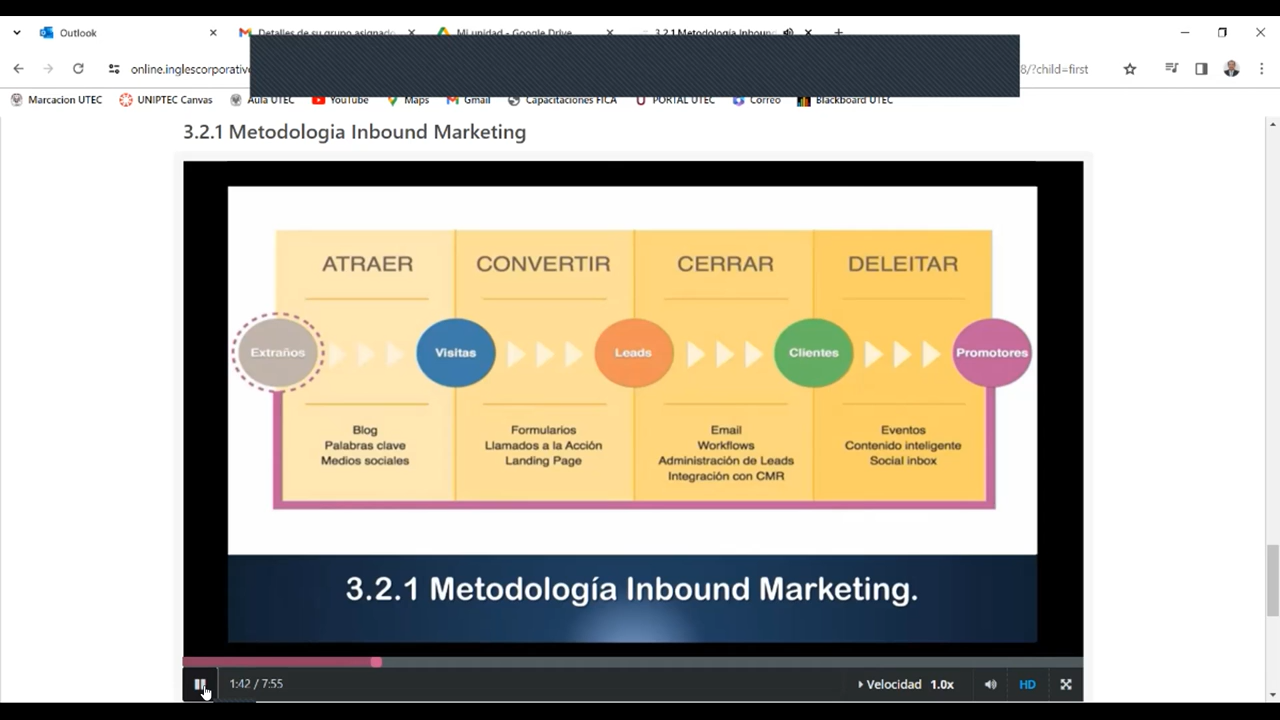 Outlook
Detalles de su grupo asignado
Mi unidad - Google Drive
3.2.1 Metodologia Inbound
online.inglescorporativo
8/?child=first
Marcacion UTEC
UNIPTEC Canvas
Aula UTEC
YouTube
Maps
Gmail
Capacitaciones FICA
PORTAL UTEC
Correo
Blackboard UTEC
3.2.1 Metodologia Inbound Marketing
ATRAER
CONVERTIR
CERRAR
DELEITAR
Extraños
Visitas
Leads
Clientes
Promotores
Blog
Palabras clave
Medios sociales
Formularios
Llamados a la Acción
Landing Page
Email
Workflows
Administración de Leads
Integración con CMR
Eventos
Contenido inteligente
Social inbox
3.2.1 Metodología Inbound Marketing.
1:42 / 7:55
Velocidad 1.0x
HD